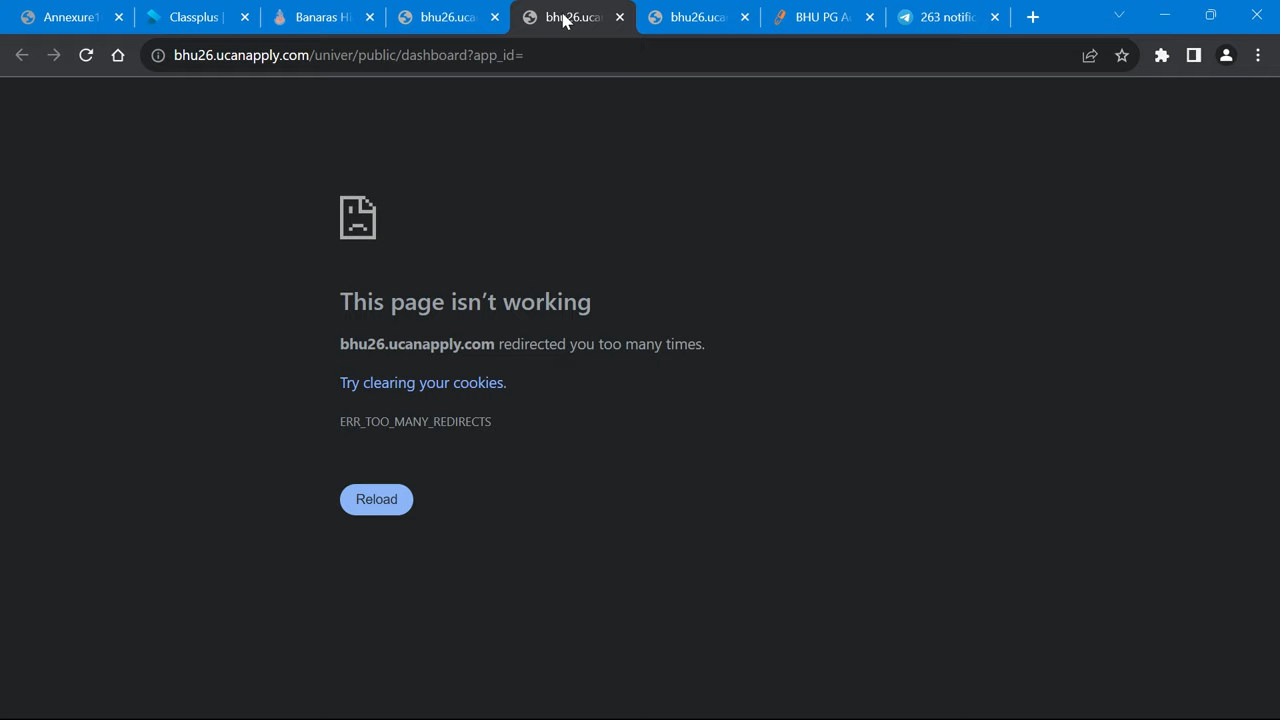 Annexure1
Classplus
Banaras Hi
bhu26.uca
bhu26.uca
bhu26.uca
BHU PG A
263 notific
bhu26.ucanapply.com/univer/public/dashboard?app_id=
This page isn't working
bhu26.ucanapply.com redirected you too many times.
Try clearing your cookies.
ERR_TOO_MANY_REDIRECTS
Reload